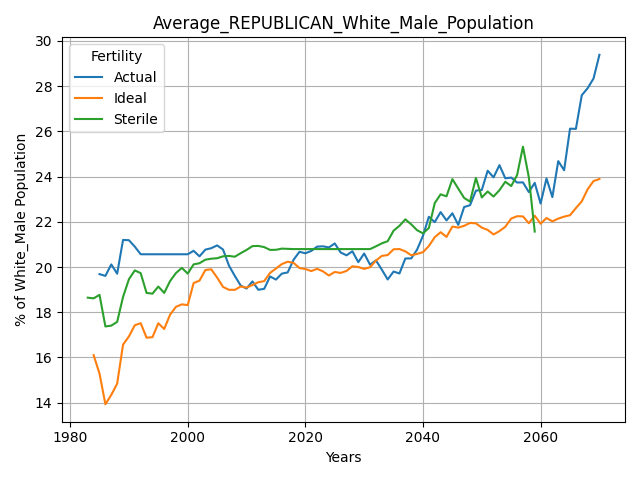 Average_REPUBLICAN_White_Male_Population
Fertility
Actual
Ideal
Sterile
% of White_Male Population
30
28
26
24
22
20
18
16
14
1980
2000
2020
2040
2060
Years